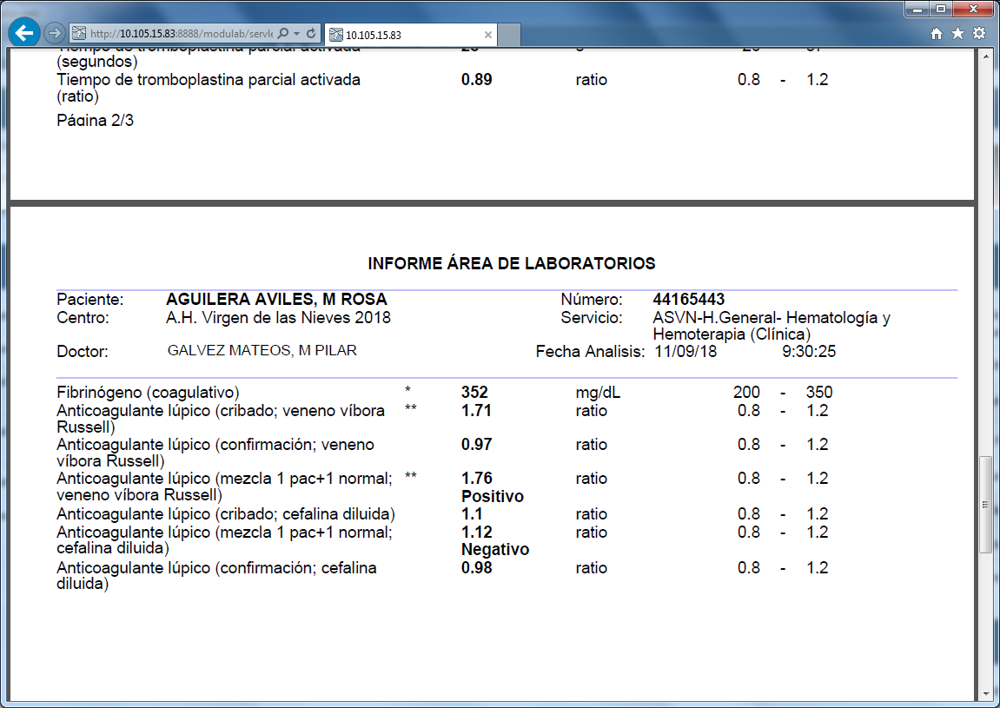 http://10.105.15.83:8888/modulab/servle
10.105.15.83
Tiempo de tromboplastina parcial activada
(segundos)
Tiempo de tromboplastina parcial activada 0.89 ratio 0.8 - 1.2
(ratio)
Página 2/3
INFORME ÁREA DE LABORATORIOS
Paciente: AGUILERA AVILES, M ROSA Número: 44165443
Centro: A.H. Virgen de las Nieves 2018 Servicio: ASVN-H.General- Hematología y
Hemoterapia (Clínica)
Doctor: GALVEZ MATEOS, M PILAR Fecha Analisis: 11/09/18 9:30:25
Fibrinógeno (coagulativo) * 352 mg/dL 200 - 350
Anticoagulante lúpico (cribado; veneno víbora ** 1.71 ratio 0.8 - 1.2
Russell)
Anticoagulante lúpico (confirmación; veneno 0.97 ratio 0.8 - 1.2
víbora Russell)
Anticoagulante lúpico (mezcla 1 pac+1 normal; ** 1.76 ratio 0.8 - 1.2
veneno víbora Russell) Positivo
Anticoagulante lúpico (cribado; cefalina diluida) 1.1 ratio 0.8 - 1.2
Anticoagulante lúpico (mezcla 1 pac+1 normal; 1.12 ratio 0.8 - 1.2
cefalina diluida) Negativo
Anticoagulante lúpico (confirmación; cefalina 0.98 ratio 0.8 - 1.2
diluida)